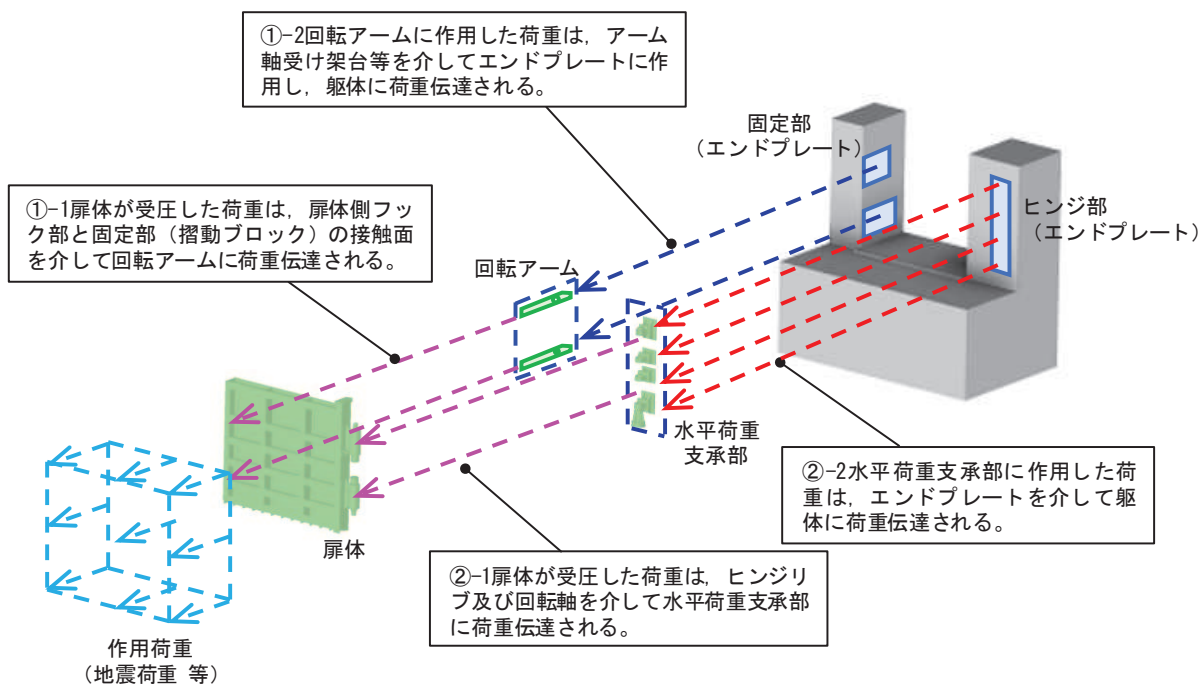 ①-2回転アームに作用した荷重は，アーム
軸受け架台等を介してエンドプレートに作
用し，躯体に荷重伝達される。
固定部
（エンドプレート）
ヒンジ部
（エンドプレート）
①-1扉体が受圧した荷重は，扉体側フッ
ク部と固定部（摺動ブロック）の接触面
を介して回転アームに荷重伝達される。
回転アーム
水平荷重
支承部
②-2水平荷重支承部に作用した荷
重は，エンドプレートを介して躯
体に荷重伝達される。
扉体
②-1扉体が受圧した荷重は，ヒンジリ
ブ及び回転軸を介して水平荷重支承部
に荷重伝達される。
作用荷重
（地震荷重 等）